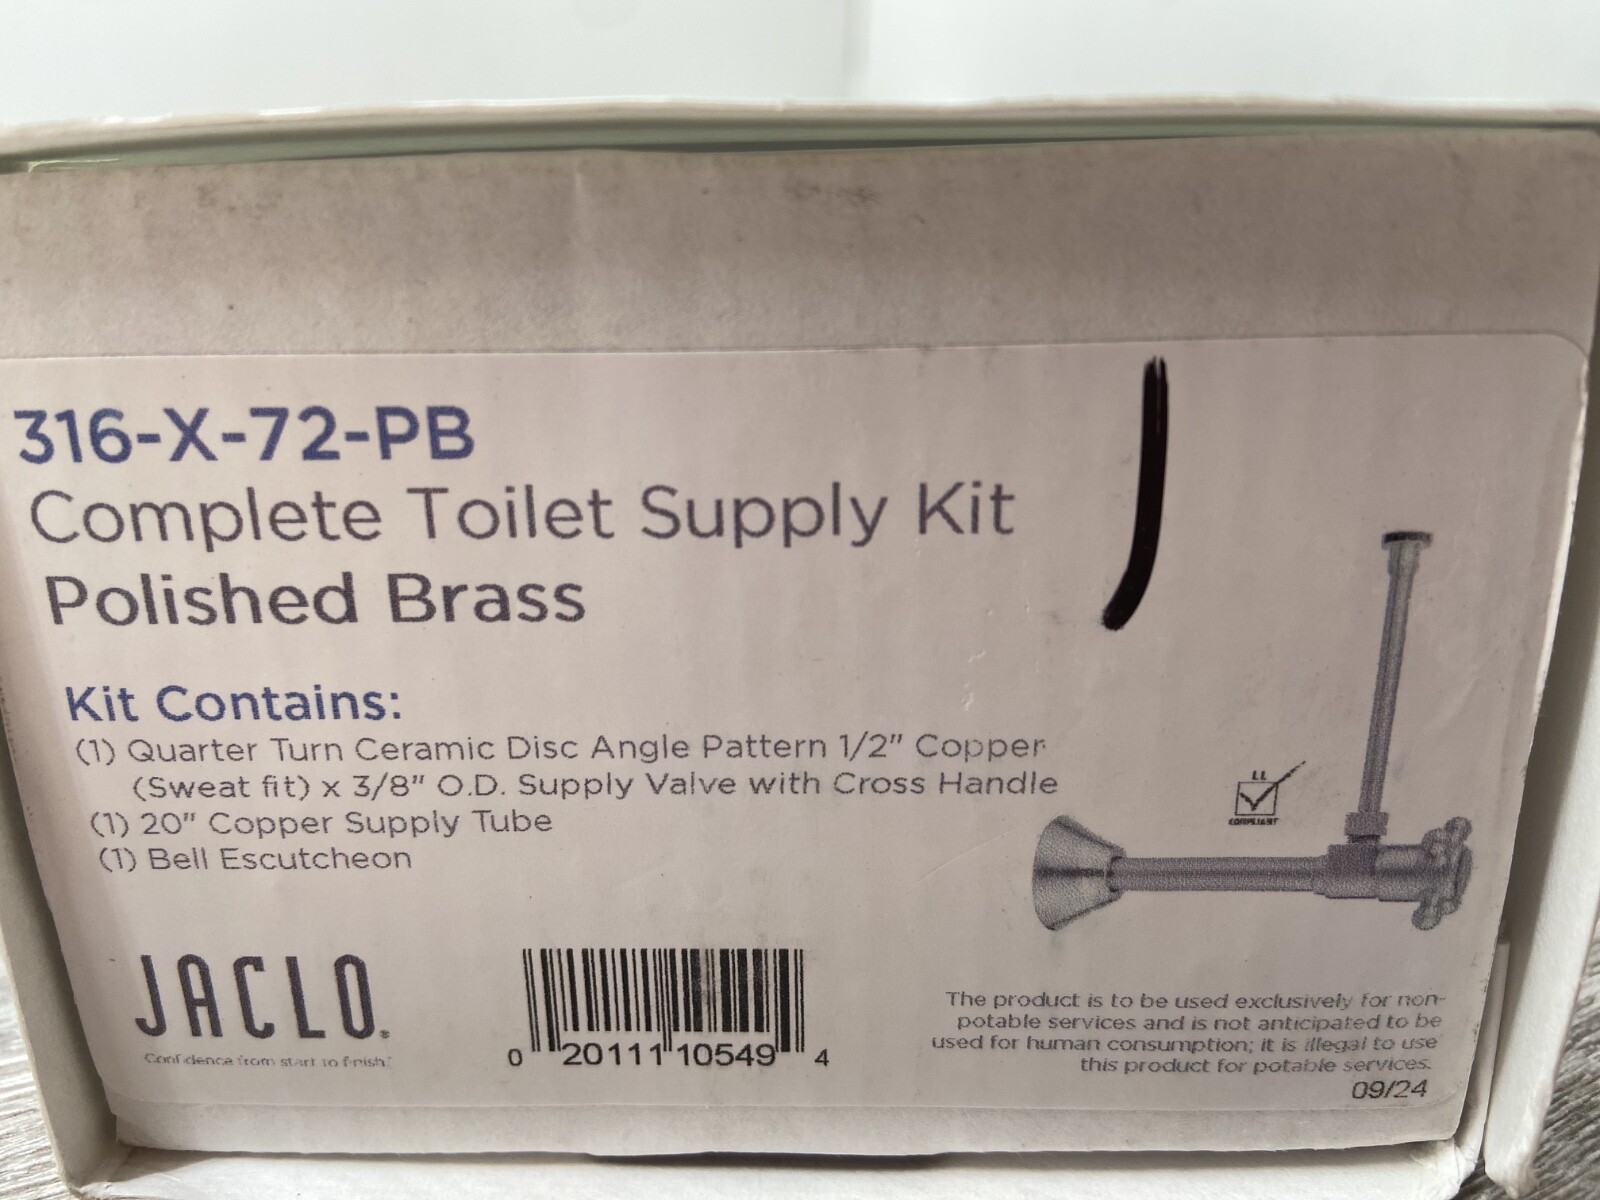 316-X-72-PB
Complete Toilet Supply Kit
Polished Brass
Kit Contains:
(1) Quarter Turn Ceramic Disc Angle Pattern 1/2" Copper
(Sweat fit) x 3/8" O.D. Supply Valve with Cross Handle
(1) 20" Copper Supply Tube
(1) Bell Escutcheon
LL
COMPLIANT
JACLO®
Confidence from start to finish.®
0 20111 10549 4
The product is to be used exclusively for non-
potable services and is not anticipated to be
used for human consumption; it is illegal to use
this product for potable services.
09/24